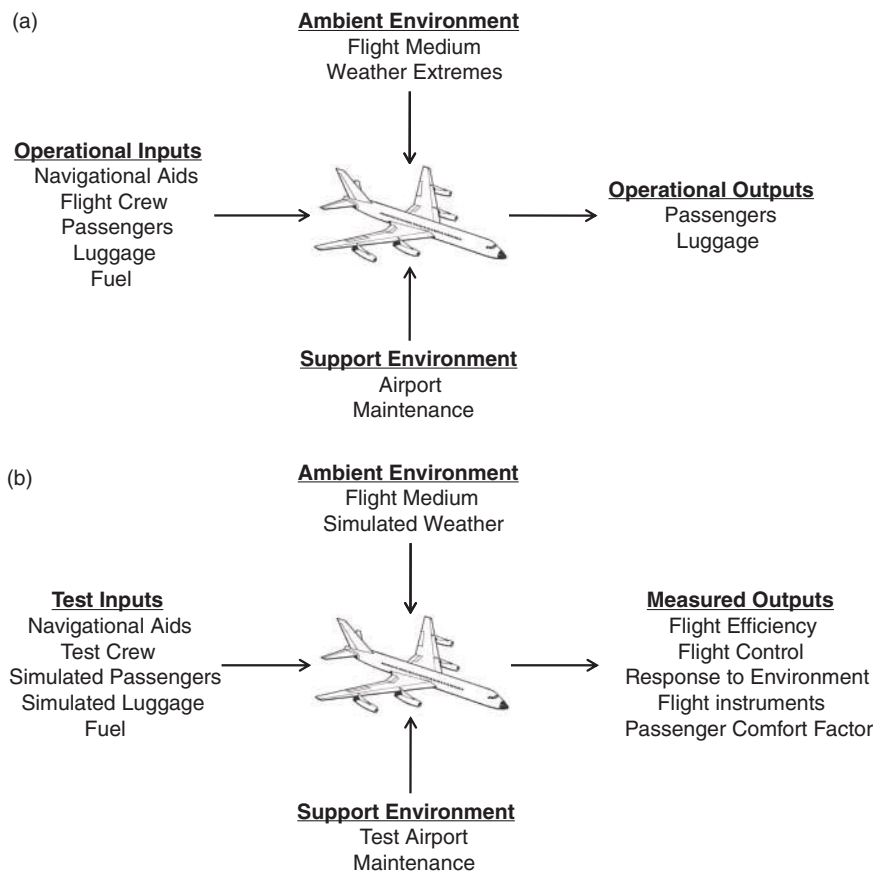 (a)
Ambient Environment
Flight Medium
Weather Extremes
Operational Inputs
Navigational Aids
Flight Crew
Passengers
Luggage
Fuel
Operational Outputs
Passengers
Luggage
Support Environment
Airport
Maintenance
(b)
Ambient Environment
Flight Medium
Simulated Weather
Test Inputs
Navigational Aids
Test Crew
Simulated Passengers
Simulated Luggage
Fuel
Measured Outputs
Flight Efficiency
Flight Control
Response to Environment
Flight instruments
Passenger Comfort Factor
Support Environment
Test Airport
Maintenance